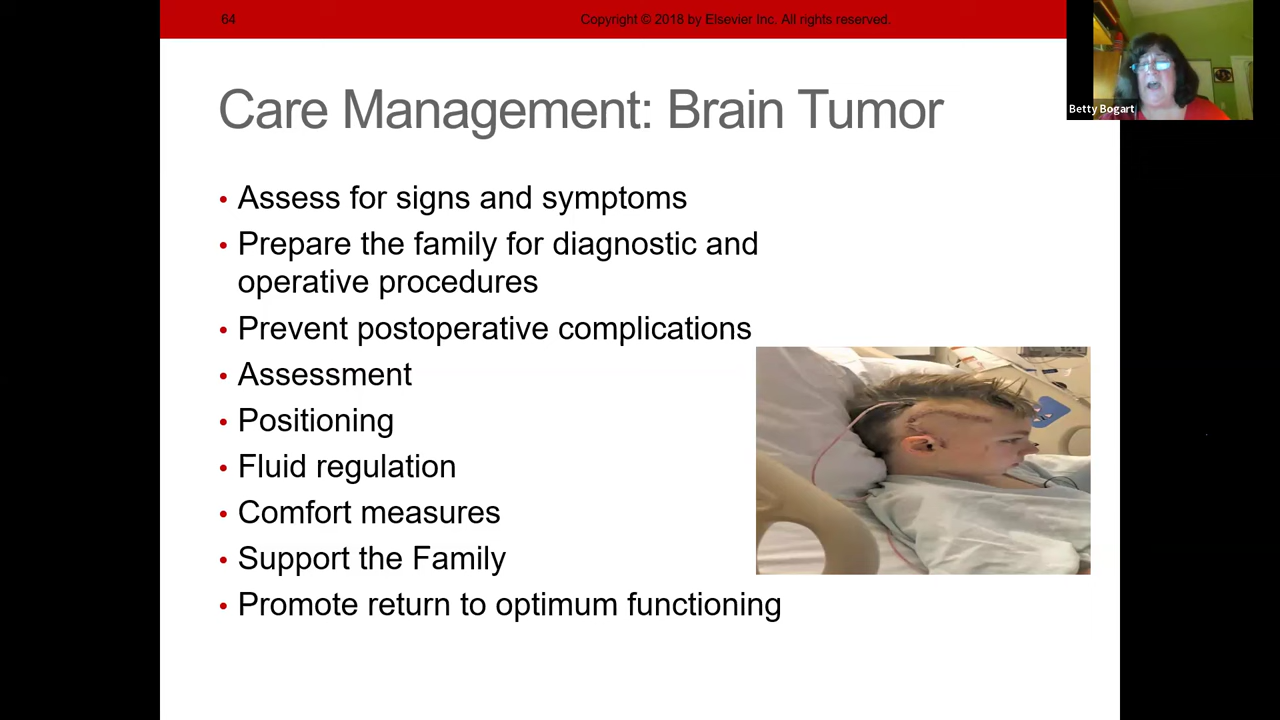 64
Copyright © 2018 by Elsevier Inc. All rights reserved.
Betty Bogart
Care Management: Brain Tumor
• Assess for signs and symptoms
• Prepare the family for diagnostic and
operative procedures
• Prevent postoperative complications
• Assessment
• Positioning
• Fluid regulation
• Comfort measures
• Support the Family
• Promote return to optimum functioning